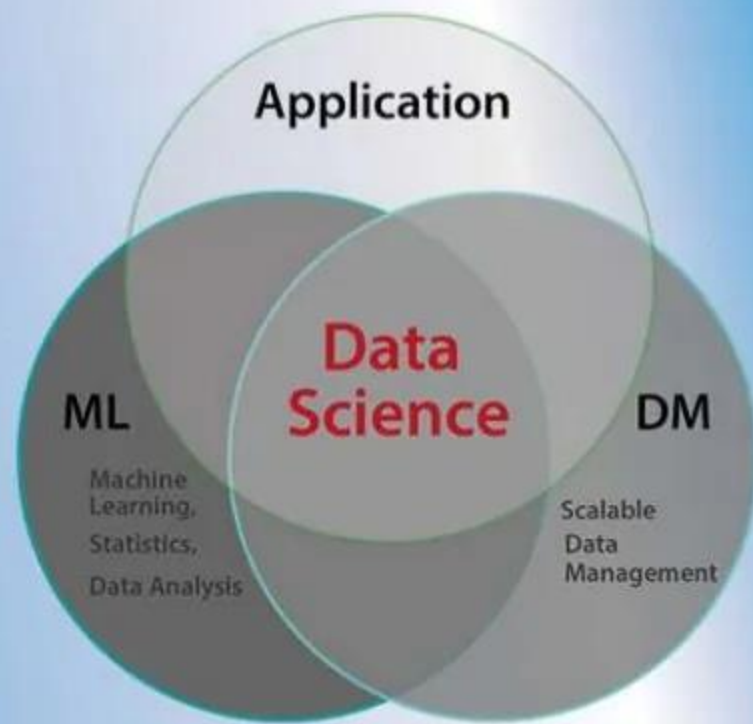 Application
Data
Science
ML
Machine
Learning,
Statistics,
Data Analysis
DM
Scalable
Data
Management